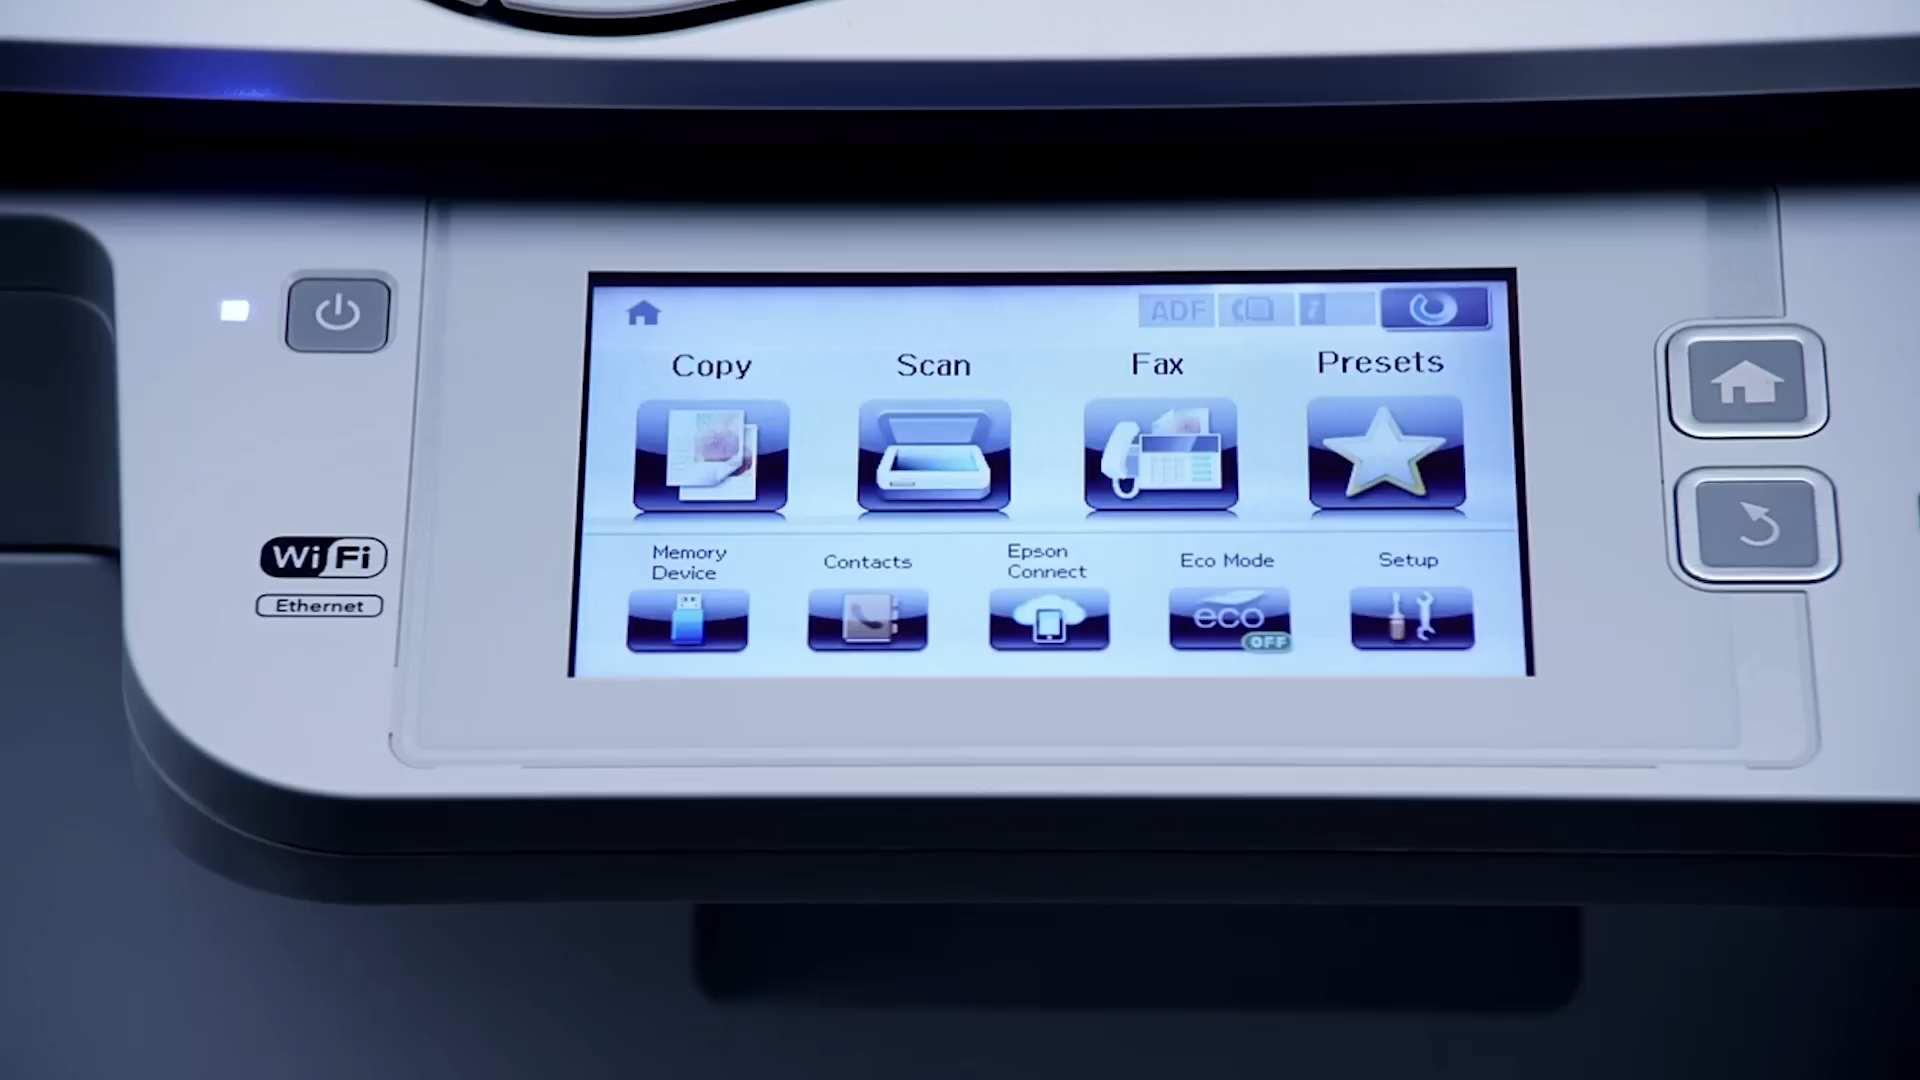 ADF
Copy
Scan
Fax
Presets
WiFi
Ethernet
Memory
Device
Contacts
Epson
Connect
Eco Mode
eco
OFF
Setup